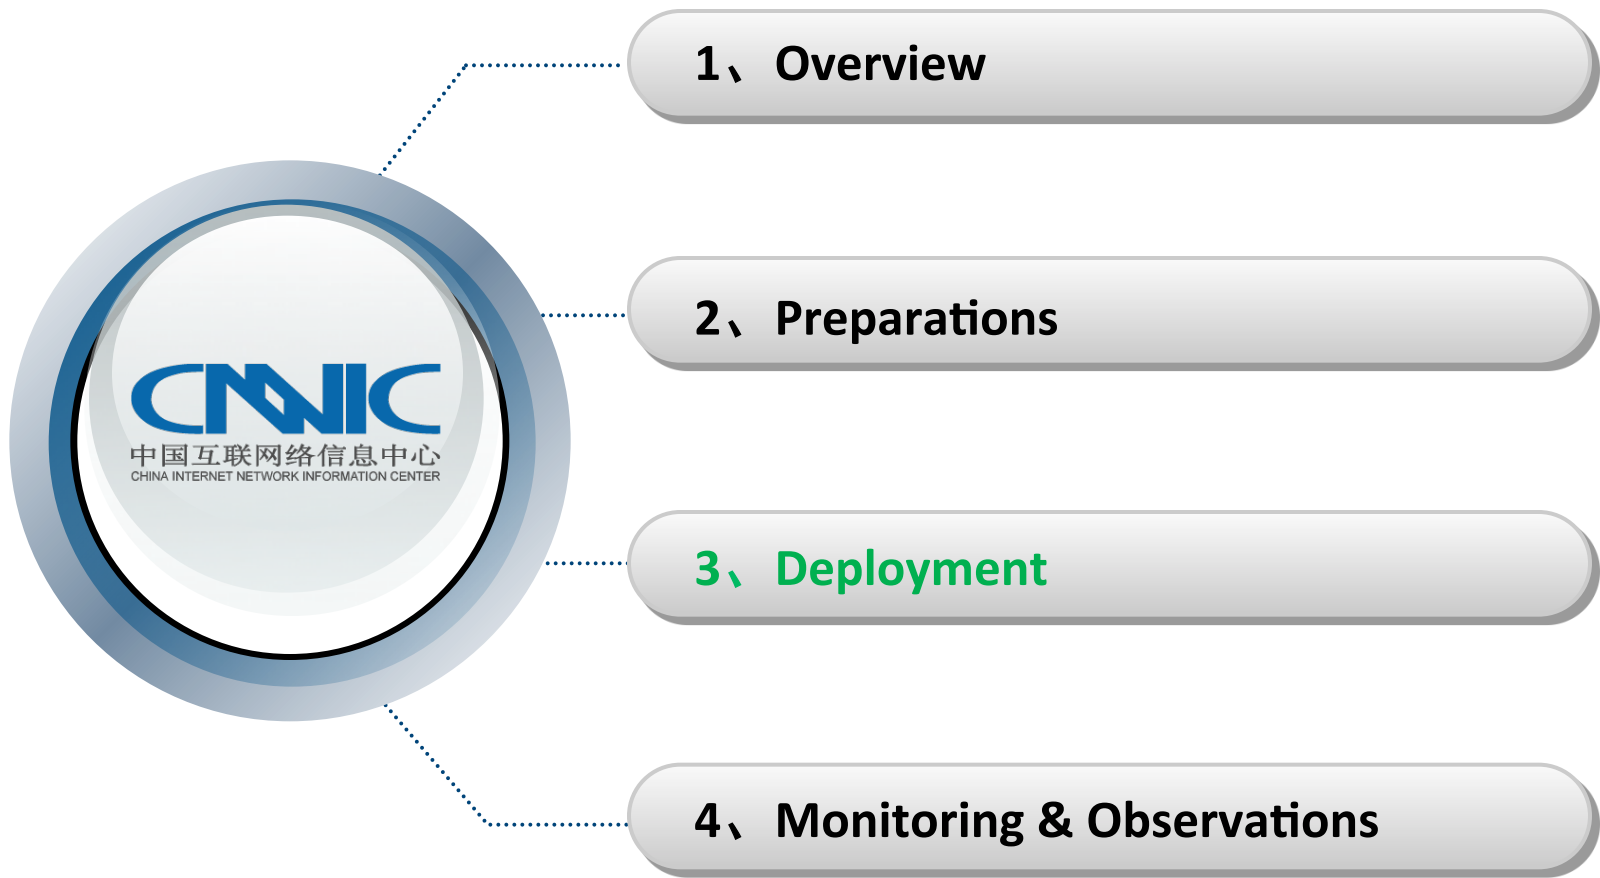 1、Overview
2、Preparations
CNNIC
中国互联网络信息中心
CHINA INTERNET NETWORK INFORMATION CENTER
3、Deployment
4、Monitoring & Observations